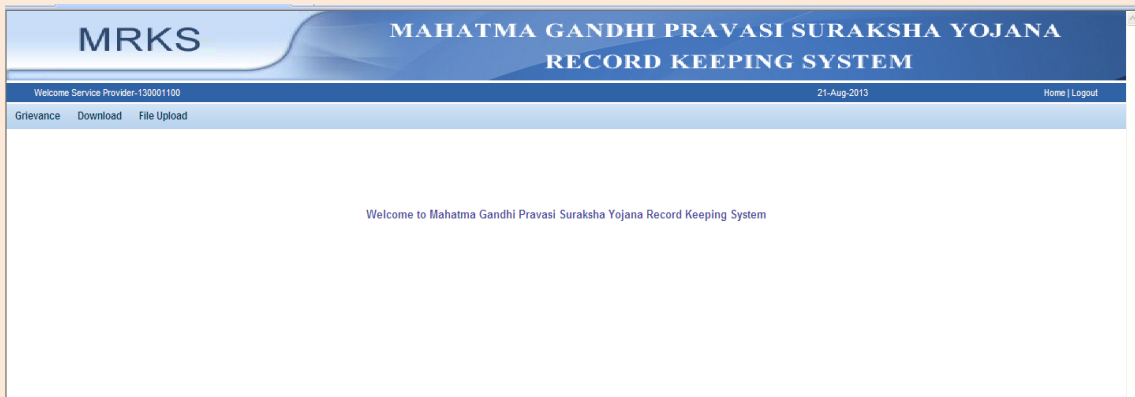 MRKS
MAHATMA GANDHI PRAVASI SURAKSHA YOJANA
RECORD KEEPING SYSTEM
Welcome Service Provider-130001100 21-Aug-2013 Home | Logout
Grievance Download File Upload
Welcome to Mahatma Gandhi Pravasi Suraksha Yojana Record Keeping System